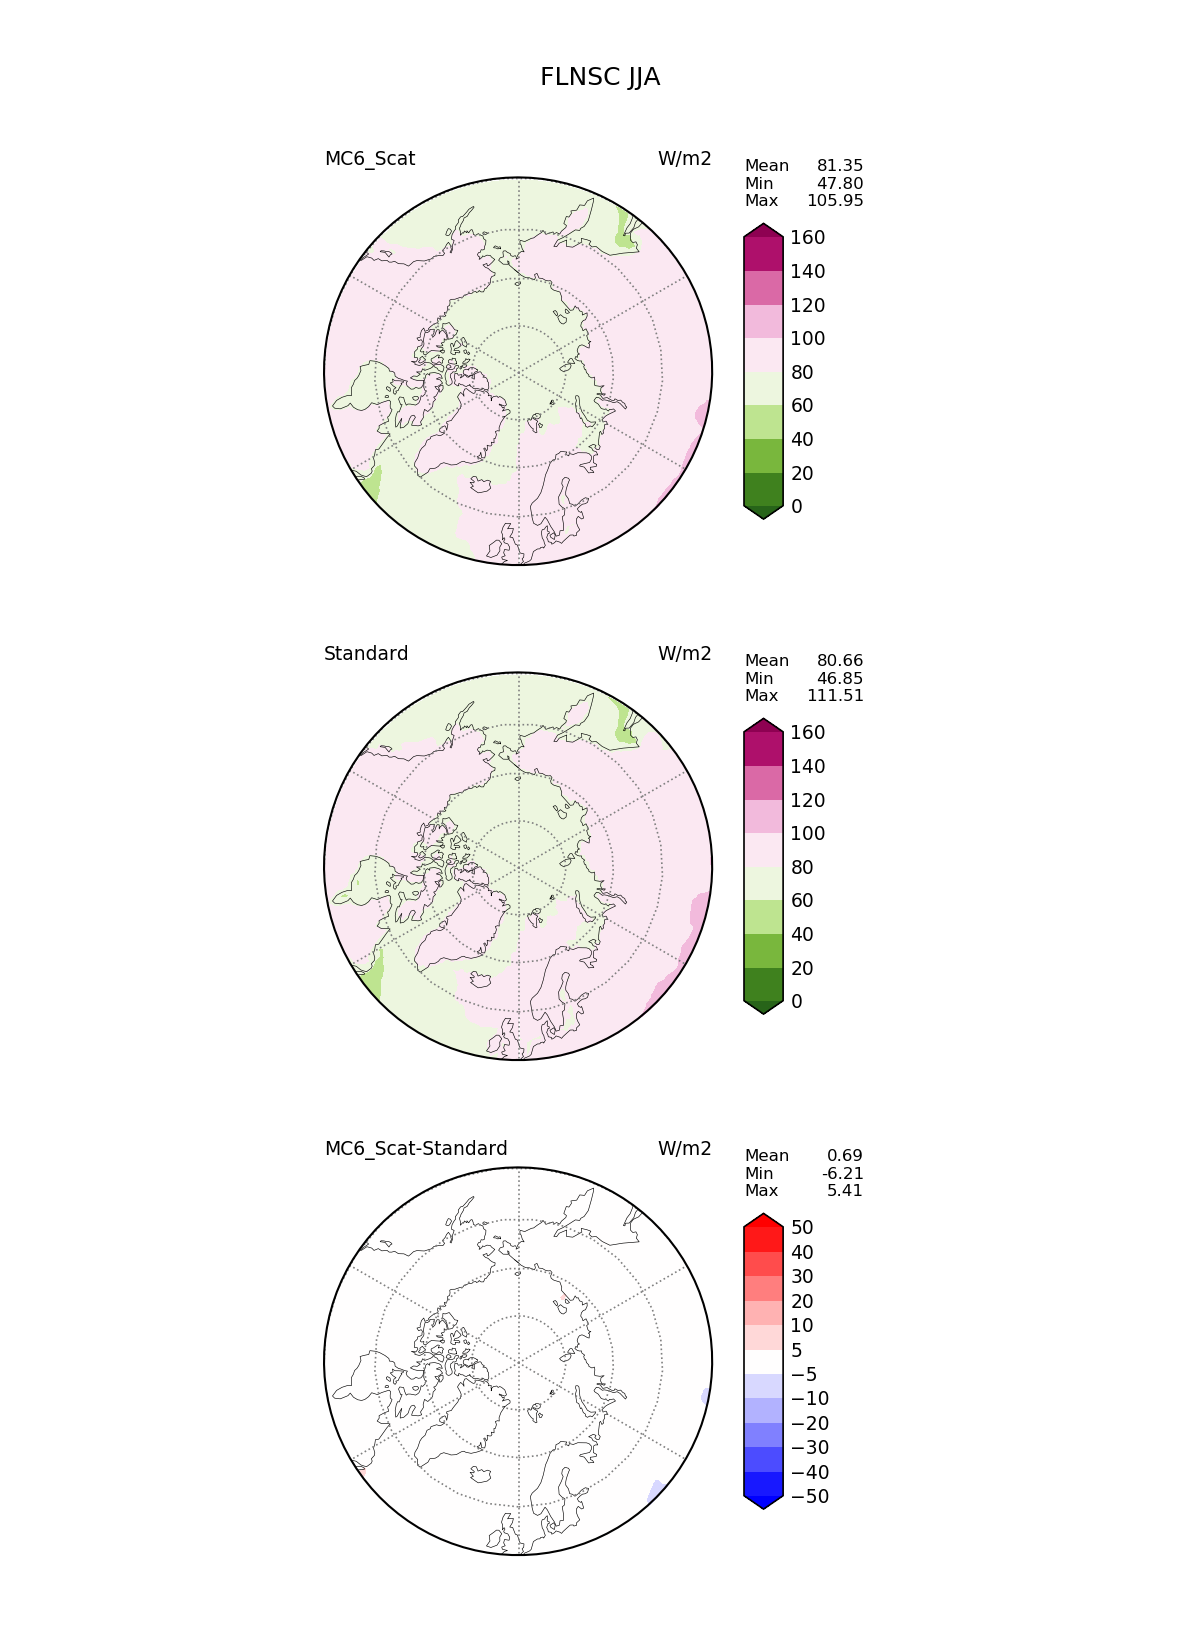 FLNSC JJA
MC6_Scat W/m2
Mean 81.35
Min 47.80
Max 105.95
160
140
120
100
80
60
40
20
0
Standard W/m2
Mean 80.66
Min 46.85
Max 111.51
160
140
120
100
80
60
40
20
0
MC6_Scat-Standard W/m2
Mean 0.69
Min -6.21
Max 5.41
50
40
30
20
10
5
−5
−10
−20
−30
−40
−50